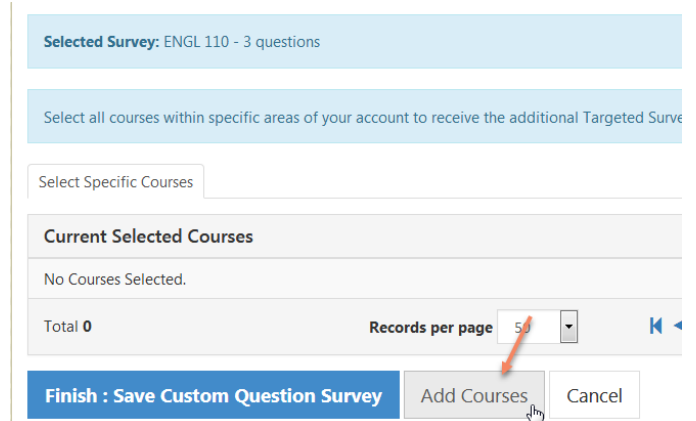 Selected Survey: ENGL 110 - 3 questions
Select all courses within specific areas of your account to receive the additional Targeted Surve
Select Specific Courses
Current Selected Courses
No Courses Selected.
Total 0 Records per page 50
Finish : Save Custom Question Survey Add Courses Cancel